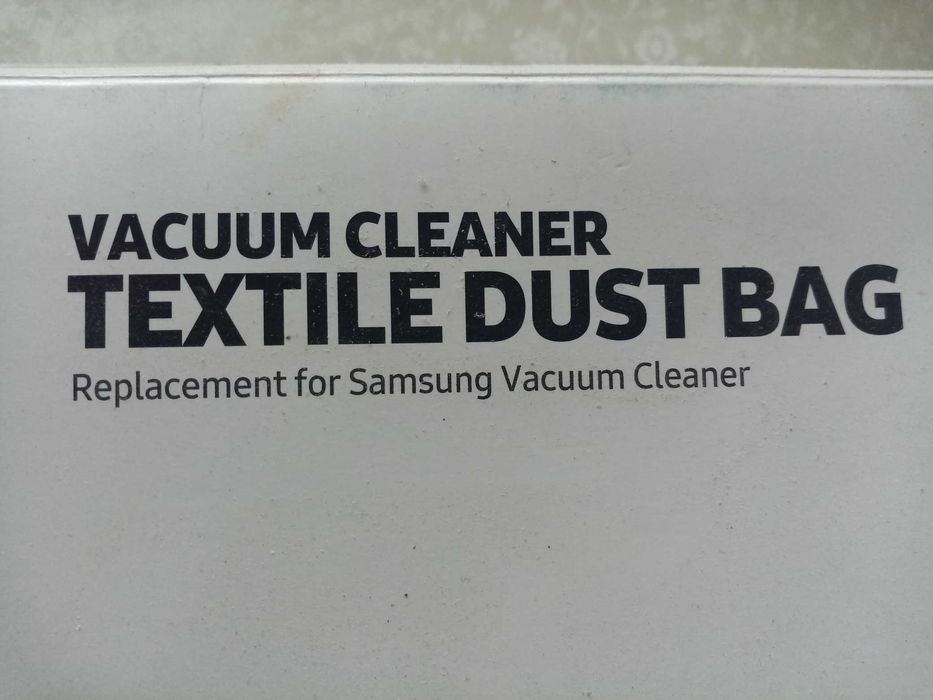 VACUUM CLEANER
TEXTILE DUST BAG
Replacement for Samsung Vacuum Cleaner